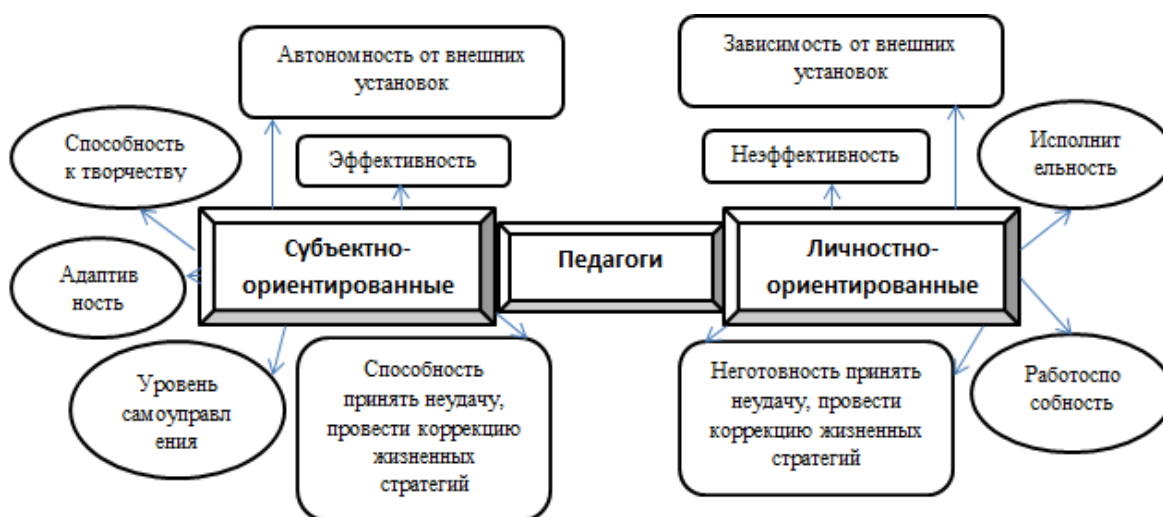 Автономность от внешних
установок
Зависимость от внешних
установок
Способность
к творчеству
Эффективность
Неэффективность
Исполнит
ельность
Субъектно-
ориентированные
Педагоги
Личностно-
ориентированные
Адаптив
ность
Уровень
самоуправл
ения
Способность
принять неудачу,
провести коррекцию
жизненных
стратегий
Неготовность принять
неудачу, провести
коррекцию жизненных
стратегий
Работоспо
собность